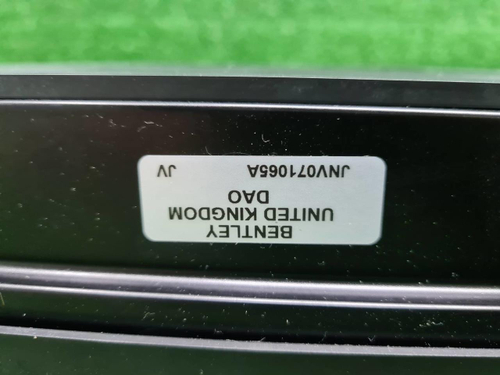 BENTLEY
UNITED KINGDOM
DAO
JNV071065A JV